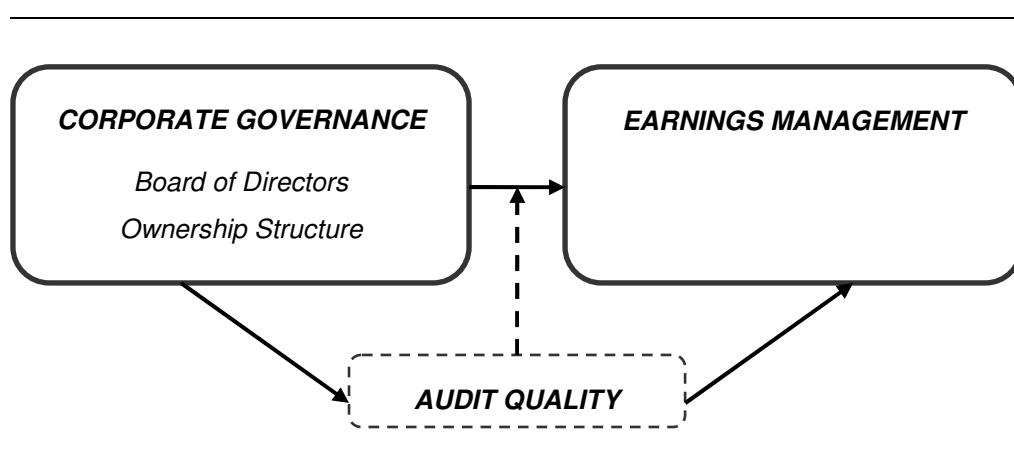 CORPORATE GOVERNANCE
Board of Directors
Ownership Structure
EARNINGS MANAGEMENT
AUDIT QUALITY